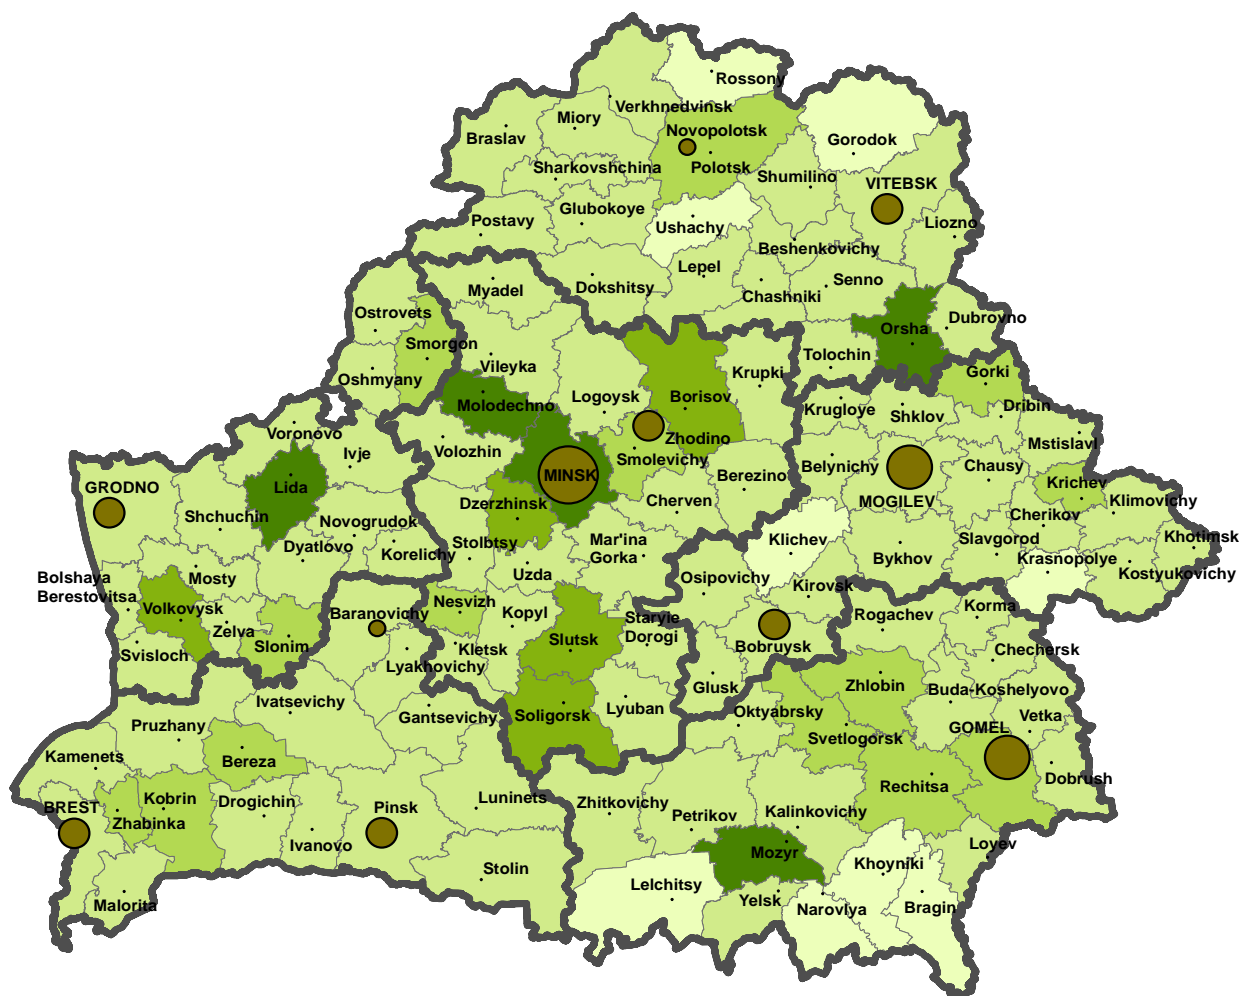 Rossony
Verkhnedvinsk
Miory
Novopolotsk
Braslav
Gorodok
Polotsk
Sharkovshchina
Shumilino
VITEBSK
Glubokoye
Postavy
Ushachy
Liozno
Beshenkovichy
Lepel
Senno
Dokshitsy
Myadel
Chashniki
Ostrovets
Dubrovno
Orsha
Smorgon
Tolochin
Vileyka
Krupki
Gorki
Oshmyany
Logoysk
Borisov
Molodechno
Dribin
Krugloye
Shklov
Voronovo
Zhodino
Mstislavl
Ivje
Volozhin
Smolevichy
Belynichy
Chausy
MINSK
Berezino
Krichev
GRODNO
Lida
Cherven
MOGILEV
Klimovichy
Dzerzhinsk
Shchuchin
Novogrudok
Cherikov
Khotimsk
Stolbtsy
Mar'ina
Gorka
Klichev
Slavgorod
Dyatlovo
Korelichy
Bykhov
Krasnopolye
Kostyukovichy
Bolshaya
Berestovitsa
Mosty
Uzda
Osipovichy
Kirovsk
Volkovysk
Nesvizh
Baranovichy
Kopyl
Korma
Rogachev
Zelva
Staryie
Dorogi
Slonim
Slutsk
Bobruysk
Svisloch
Kletsk
Chechersk
Lyakhovichy
Glusk
Zhlobin
Buda-Koshelyovo
Ivatsevichy
Lyuban
Oktyabrsky
Gantsevichy
Soligorsk
Vetka
Pruzhany
GOMEL
Svetlogorsk
Kamenets
Bereza
Dobrush
Rechitsa
Kobrin
Drogichin
Luninets
Zhitkovichy
BREST
Pinsk
Kalinkovichy
Zhabinka
Petrikov
Ivanovo
Loyev
Mozyr
Khoyniki
Stolin
Lelchitsy
Yelsk
Malorita
Narovlya
Bragin